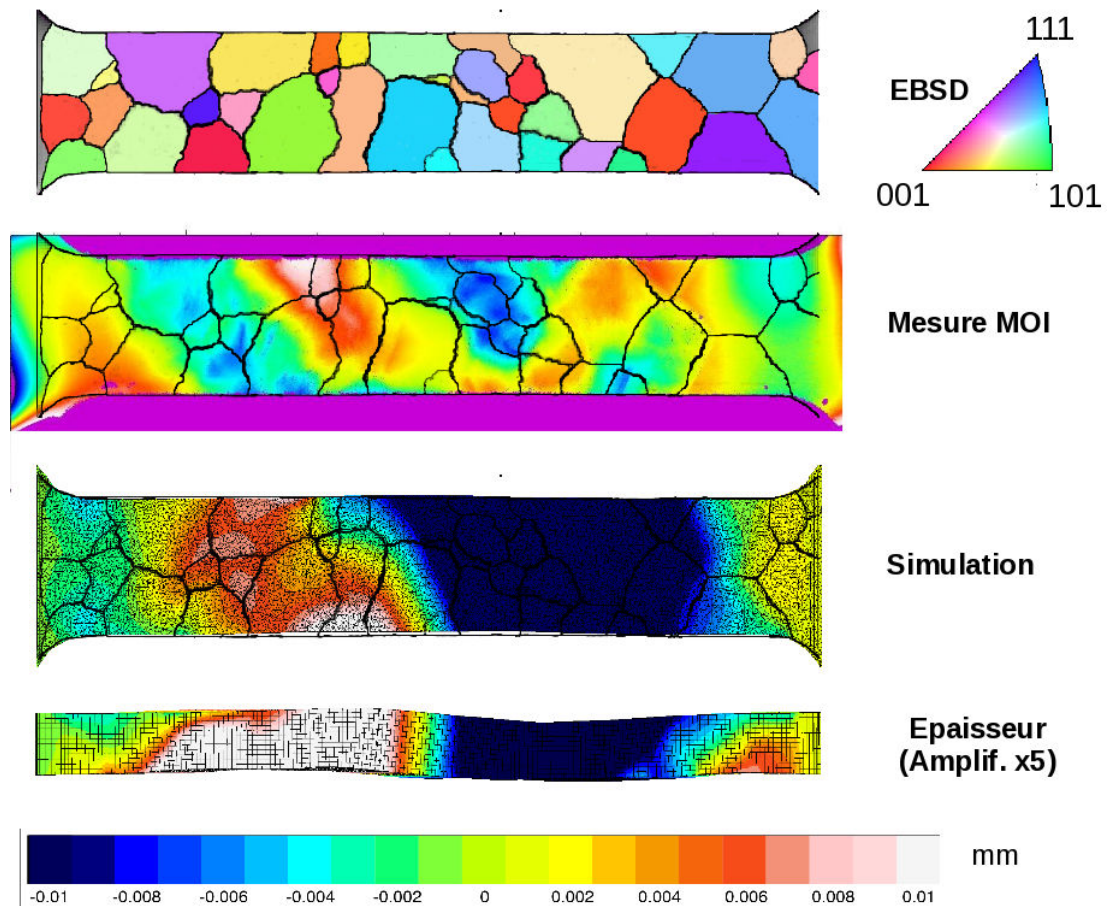 111
EBSD
001
101
Mesure MOI
Simulation
Epaisseur
(Amplif. x5)
mm
-0.01 -0.008 -0.006 -0.004 -0.002 0 0.002 0.004 0.006 0.008 0.01